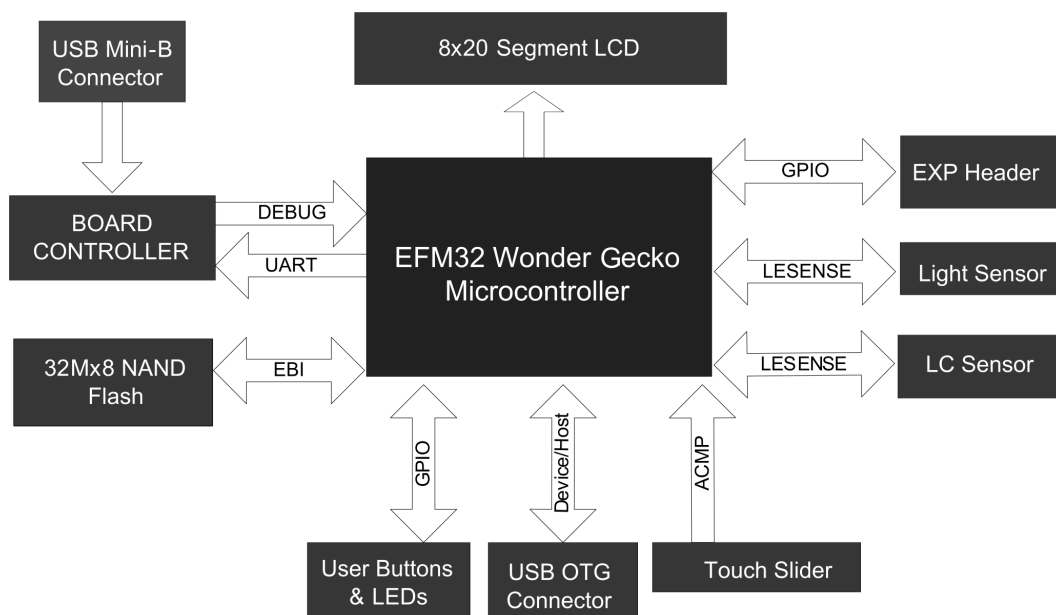 USB Mini-B
Connector
8x20 Segment LCD
BOARD
CONTROLLER
DEBUG
UART
EFM32 Wonder Gecko
Microcontroller
GPIO
EXP Header
LESENSE
Light Sensor
32Mx8 NAND
Flash
EBI
LESENSE
LC Sensor
GPIO
Device/Host
ACMP
User Buttons
& LEDs
USB OTG
Connector
Touch Slider